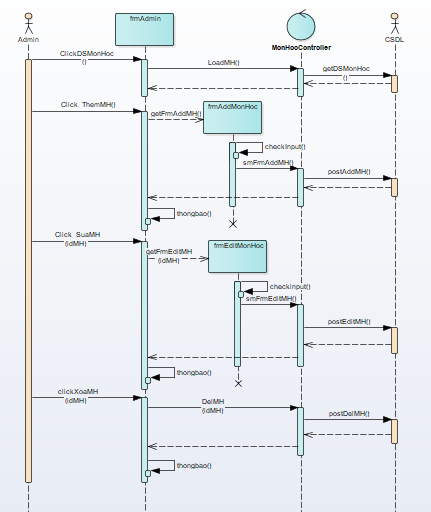 frmAdmin
Admin
MonHocController
CSDL
ClickDSMonHoc
()
LoadMH()
getDSMonHoc
()
Click ThemMH()
getFrmAddMH()
frmAddMonHoc
checkInput()
smFrmAddMH()
postAddMH()
thongbao()
Click SuaMH
(idMH)
getFrmEditMH
(idMH)
frmEditMonHoc
checkinput()
smFrmEditMH()
postEditMH()
thongbao()
clickXoaMH
(idMH)
DelMH
(idMH)
postDelMH()
thongbao()